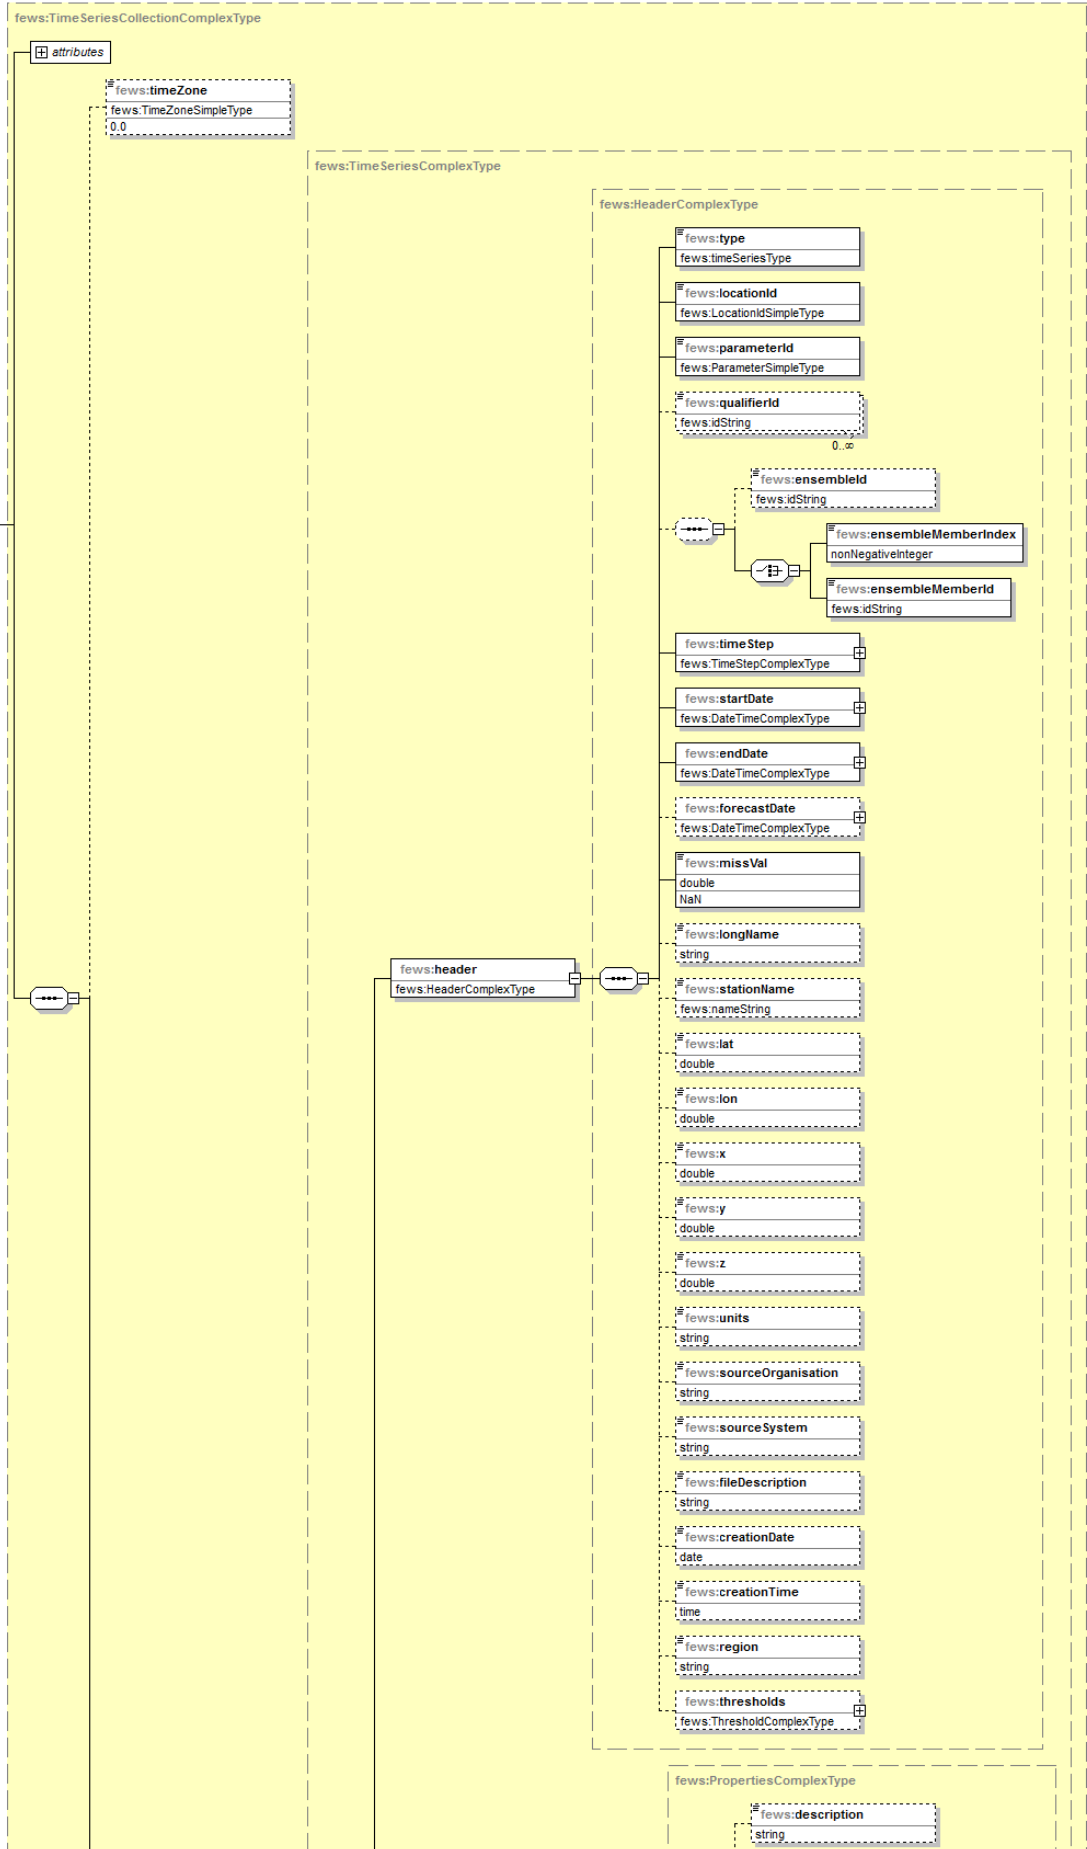 fews:TimeSeriesCollectionComplexType
attributes
fews:timeZone
fews:TimeZoneSimpleType
0.0
fews:TimeSeriesComplexType
fews:HeaderComplexType
fews:type
fews:timeSeriesType
fews:locationId
fews:LocationIdSimpleType
fews:parameterId
fews:ParameterSimpleType
fews:qualifierId
fews:idString
0..∞
fews:ensembleId
fews:idString
fews:ensembleMemberIndex
nonNegativeInteger
fews:ensembleMemberId
fews:idString
fews:timeStep
fews:TimeStepComplexType
fews:startDate
fews:DateTimeComplexType
fews:endDate
fews:DateTimeComplexType
fews:forecastDate
fews:DateTimeComplexType
fews:missVal
double
NaN
fews:longName
string
fews:header
fews:HeaderComplexType
fews:stationName
fews:nameString
fews:lat
double
fews:lon
double
fews:x
double
fews:y
double
fews:z
double
fews:units
string
fews:sourceOrganisation
string
fews:sourceSystem
string
fews:fileDescription
string
fews:creationDate
date
fews:creationTime
time
fews:region
string
fews:thresholds
fews:ThresholdComplexType
fews:PropertiesComplexType
fews:description
string